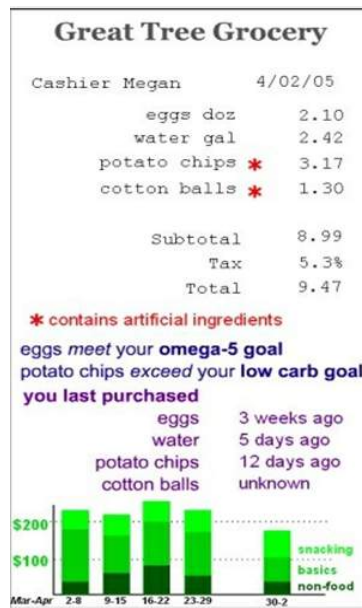 Great Tree Grocery
Cashier Megan 4/02/05
eggs doz 2.10
water gal 2.42
potato chips * 3.17
cotton balls * 1.30
Subtotal 8.99
Tax 5.3%
Total 9.47
* contains artificial ingredients
eggs meet your omega-5 goal
potato chips exceed your low carb goal
you last purchased
eggs 3 weeks ago
water 5 days ago
potato chips 12 days ago
cotton balls unknown
$200
snacking
$100
basics
non-food
Mar-Apr 2-8 9-15 16-22 23-29 30-2